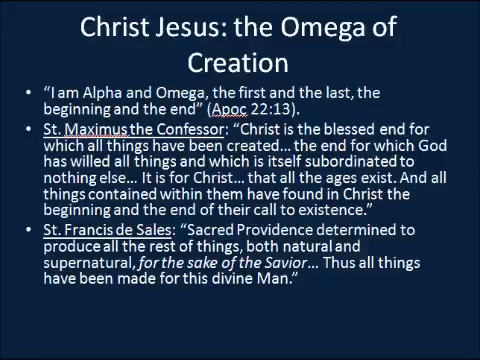 Christ Jesus: the Omega of
Creation
• “I am Alpha and Omega, the first and the last, the
beginning and the end” (Apoc 22:13).
• St. Maximus the Confessor: “Christ is the blessed end for
which all things have been created... the end for which God
has willed all things and which is itself subordinated to
nothing else... It is for Christ... that all the ages exist. And all
things contained within them have found in Christ the
beginning and the end of their call to existence.”
• St. Francis de Sales: “Sacred Providence determined to
produce all the rest of things, both natural and
supernatural, for the sake of the Savior... Thus all things
have been made for this divine Man.”